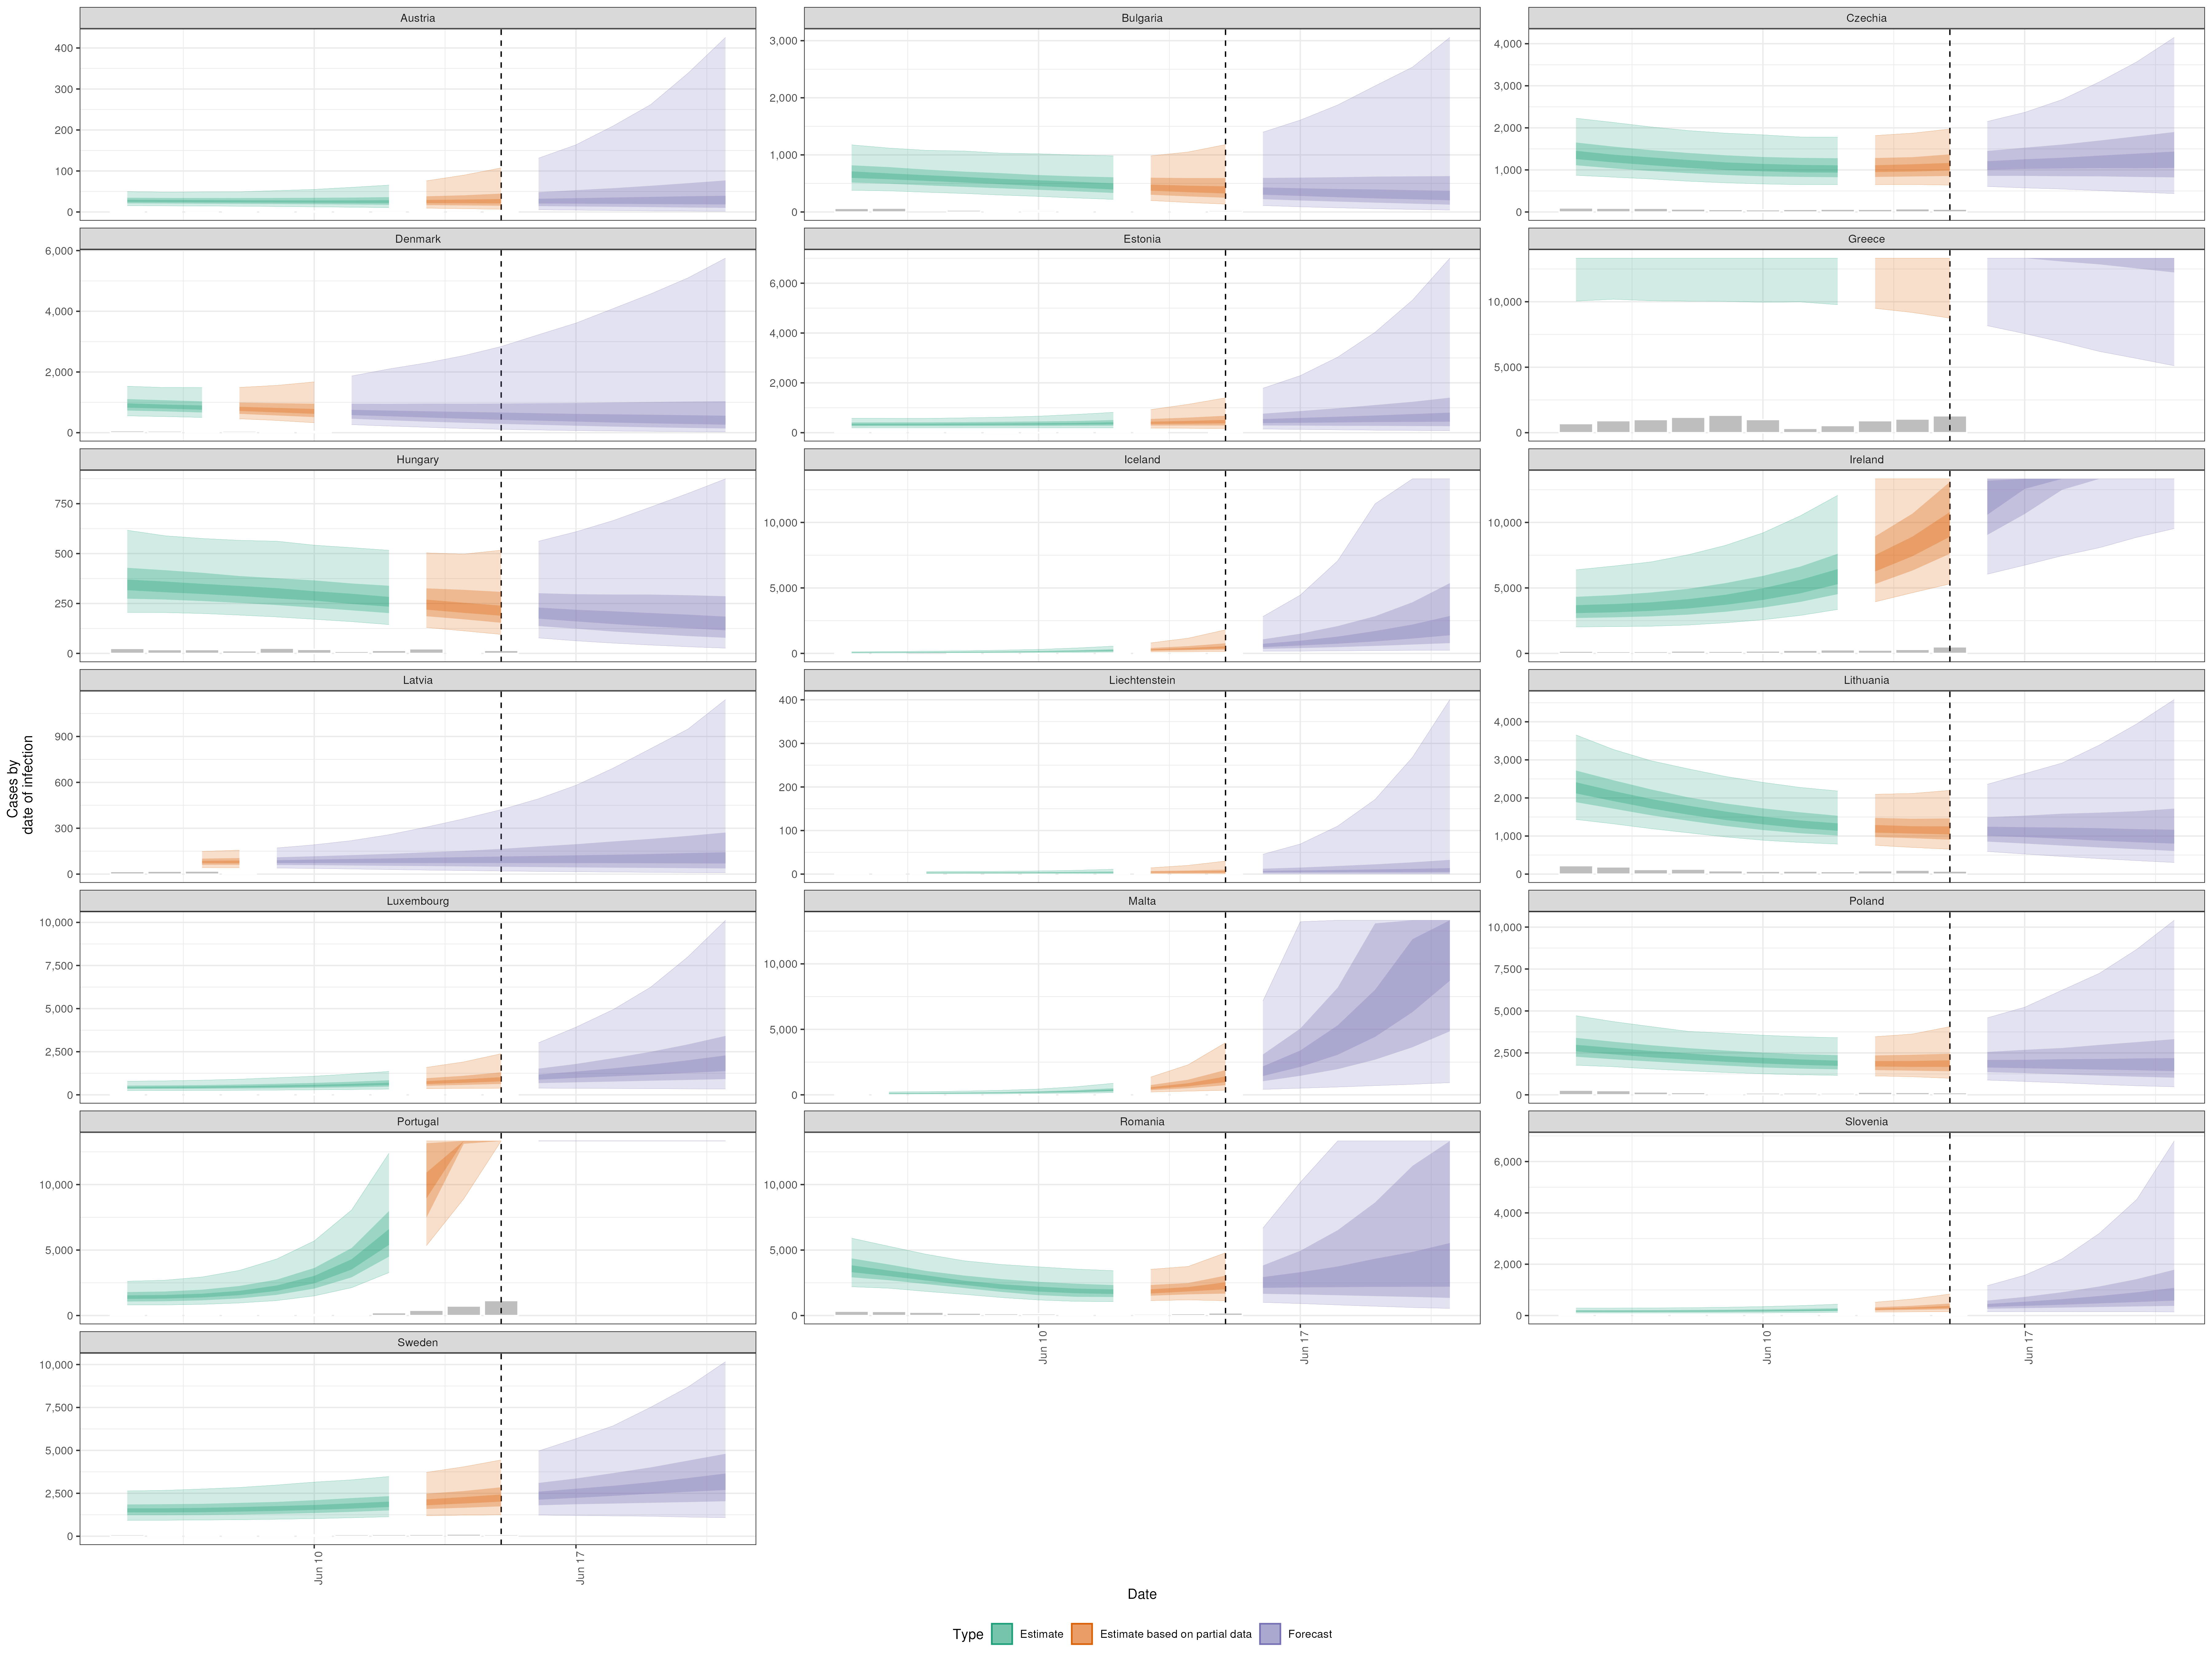 Austria
Bulgaria
Czechia
400
300
200
100
0
3,000
2,000
1,000
0
4,000
3,000
2,000
1,000
0
Denmark
Estonia
Greece
6,000
4,000
2,000
0
6,000
4,000
2,000
0
10,000
5,000
0
Hungary
Iceland
Ireland
750
500
250
0
10,000
5,000
0
10,000
5,000
0
Latvia
Liechtenstein
Lithuania
900
600
300
0
400
300
200
100
0
4,000
3,000
2,000
1,000
0
Cases by
date of infection
Luxembourg
Malta
Poland
10,000
7,500
5,000
2,500
0
10,000
5,000
0
10,000
7,500
5,000
2,500
0
Portugal
Romania
Slovenia
10,000
5,000
0
10,000
5,000
0
6,000
4,000
2,000
0
Jun 10
Jun 17
Jun 10
Jun 17
Sweden
10,000
7,500
5,000
2,500
0
Jun 10
Jun 17
Date
Type Estimate Estimate based on partial data Forecast